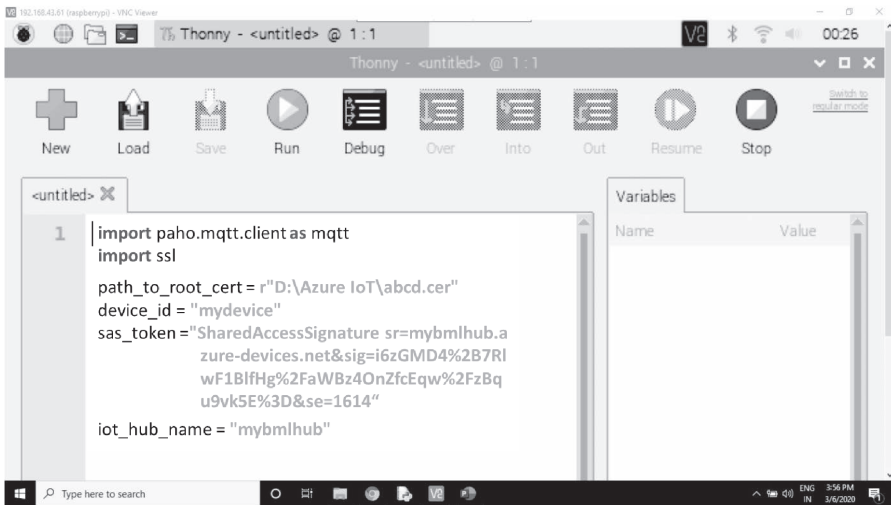 192.168.43.61 (raspberrypi) - VNC Viewer
Thonny - <untitled> @ 1 : 1
00:26
Thonny - <untitled> @ 1 : 1
New Load Save Run Debug Over Into Out Resume Stop
Switch to
regular mode
<untitled>
1
import paho.mqtt.client as mqtt
import ssl
path_to_root_cert = r"D:\Azure IoT\abcd.cer"
device_id = "mydevice"
sas_token ="SharedAccessSignature sr=mybmlhub.a
zure-devices.net&sig=i6zGMD4%2B7Rl
wF1BlfHg%2FaWBz4OnZfcEqw%2FzBq
u9vk5E%3D&se=1614“
iot_hub_name = "mybmlhub"
Variables
Name Value
Type here to search
ENG
IN
3:56 PM
3/6/2020